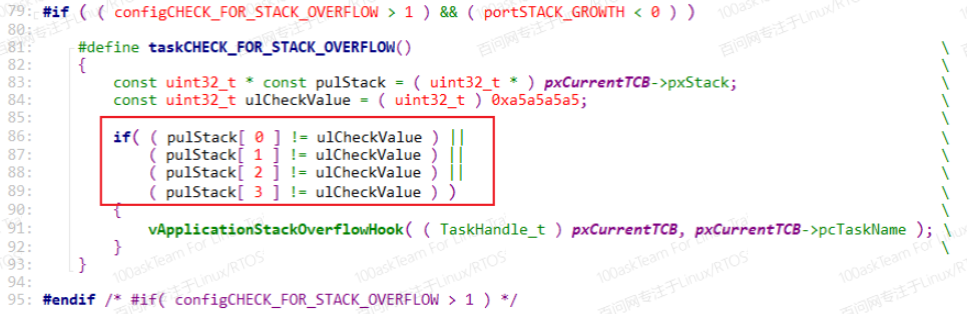 79: #if ( ( configCHECK_FOR_STACK_OVERFLOW > 1 ) && ( portSTACK_GROWTH < 0 ) )
80:
81: #define taskCHECK_FOR_STACK_OVERFLOW() \
82: { \
83: const uint32_t * const pulStack = ( uint32_t * ) pxCurrentTCB->pxStack; \
84: const uint32_t ulCheckValue = ( uint32_t ) 0xa5a5a5a5; \
85: \
86: if( ( pulStack[ 0 ] != ulCheckValue ) || \
87: ( pulStack[ 1 ] != ulCheckValue ) || \
88: ( pulStack[ 2 ] != ulCheckValue ) || \
89: ( pulStack[ 3 ] != ulCheckValue ) ) \
90: { \
91: vApplicationStackOverflowHook( ( TaskHandle_t ) pxCurrentTCB, pxCurrentTCB->pcTaskName ); \
92: } \
93: }
94:
95: #endif /* #if( configCHECK_FOR_STACK_OVERFLOW > 1 ) */
100askTeam For Linux/RTOS
百问网专注于Linux/RTOS